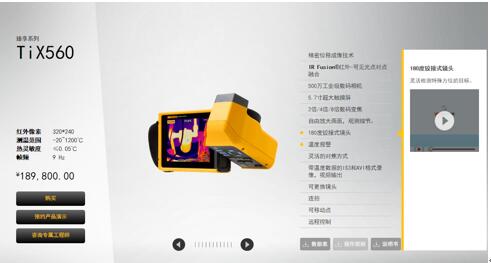 臻享系列
TiX560
红外像素 320*240
测温范围 -20~1200℃
热灵敏度 ≤0.05℃
帧频 9 Hz
¥189,800.00
购买
预约产品演示
咨询专属工程师
精密位移成像技术
IR Fusion®红外-可见光点对点
融合
500万工业级数码相机
5.7寸超大触摸屏
2倍/4倍/8倍数码变焦
自由放大画面，观测细节。
180度铰接式镜头
温度报警
灵活的对焦方式
带温度数据的IS3和AVI格式录
像，视频输出
可更换镜头
连拍
可移动点
远程控制
数据表
操作视频
说明书
180度铰接式镜头
灵活检测特殊方位的目标。